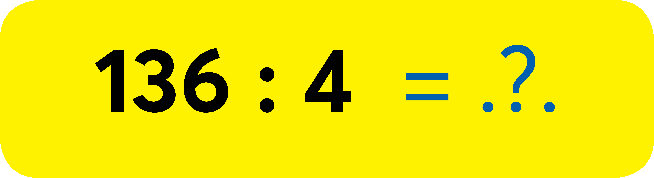 136 : 4 = .?.